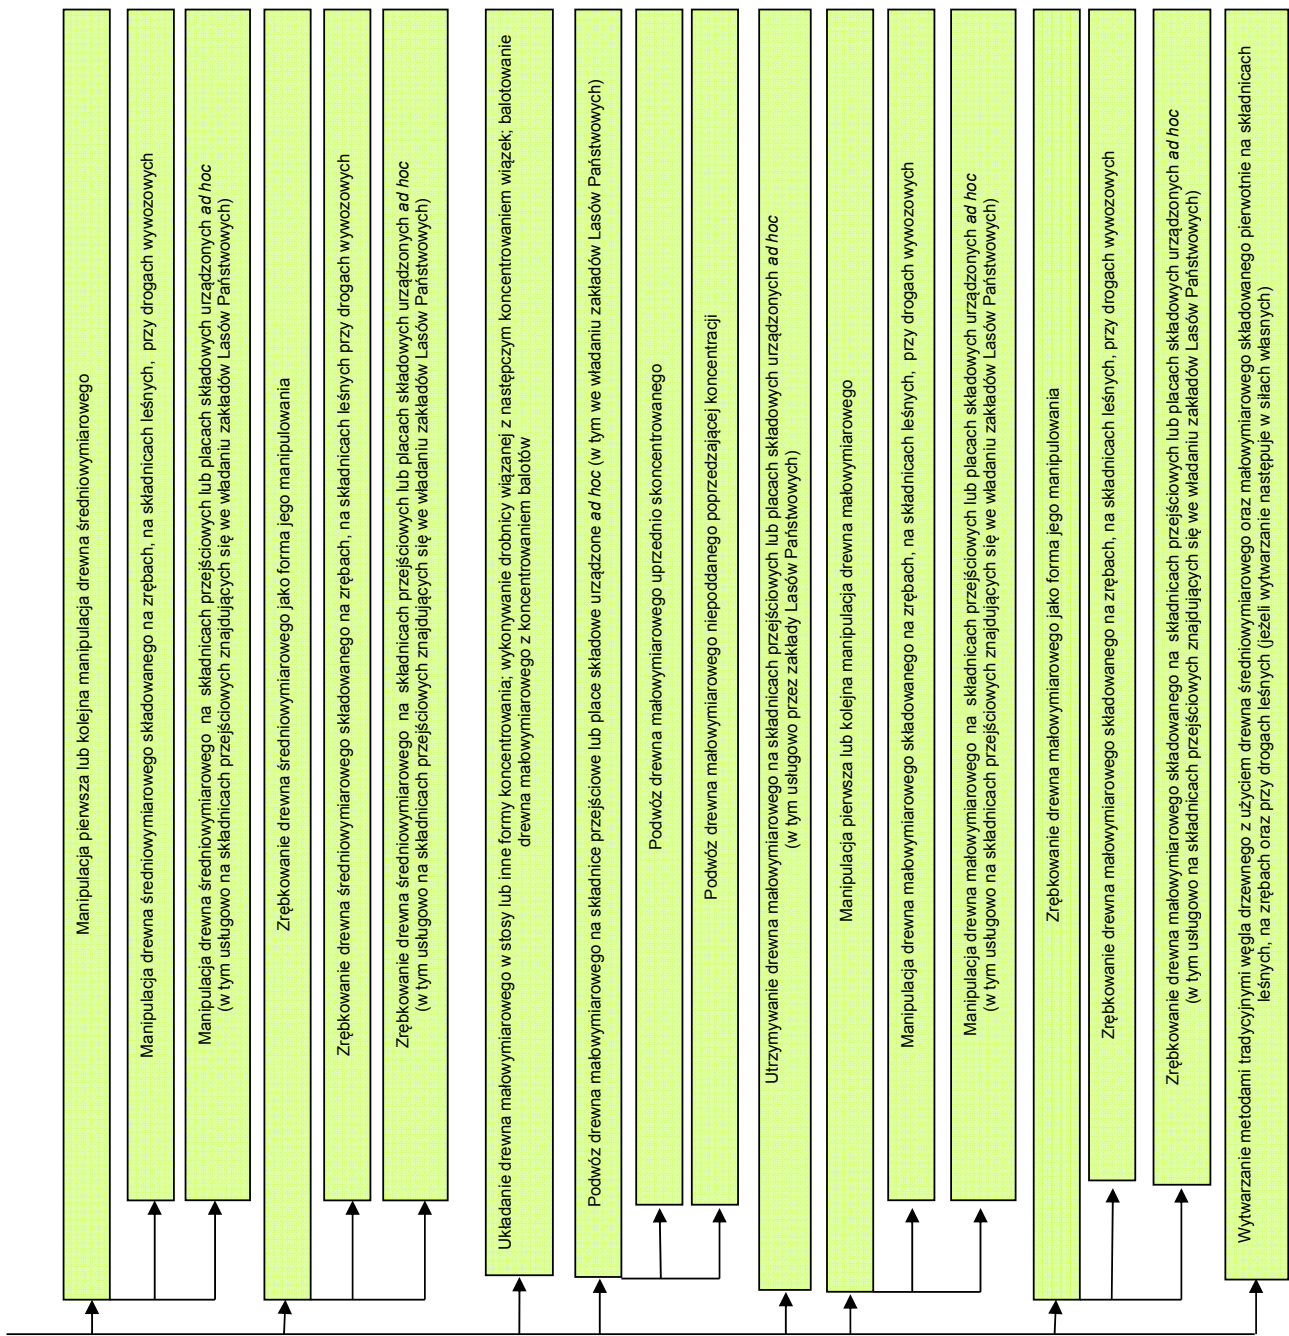 Manipulacja pierwsza lub kolejna manipulacja drewna średniowymiarowego
Manipulacja drewna średniowymiarowego składowanego na zrębach, na składnicach leśnych, przy drogach wywozowych
Manipulacja drewna średniowymiarowego na składnicach przejściowych lub placach składowych urządzonych ad hoc
(w tym usługowo na składnicach przejściowych znajdujących się we władaniu zakładów Lasów Państwowych)
Zrębkowanie drewna średniowymiarowego jako forma jego manipulowania
Zrębkowanie drewna średniowymiarowego składowanego na zrębach, na składnicach leśnych przy drogach wywozowych
Zrębkowanie drewna średniowymiarowego na składnicach przejściowych lub placach składowych urządzonych ad hoc
(w tym usługowo na składnicach przejściowych znajdujących się we władaniu zakładów Lasów Państwowych)
Układanie drewna małowymiarowego w stosy lub inne formy koncentrowania; wykonywanie drobnicy wiązanej z następczym koncentrowaniem wiązek; balotowanie
drewna małowymiarowego z koncentrowaniem balotów
Podwóz drewna małowymiarowego na składnice przejściowe lub place składowe urządzone ad hoc (w tym we władaniu zakładów Lasów Państwowych)
Podwóz drewna małowymiarowego uprzednio skoncentrowanego
Podwóz drewna małowymiarowego niepoddanego poprzedzającej koncentracji
Utrzymywanie drewna małowymiarowego na składnicach przejściowych lub placach składowych urządzonych ad hoc
(w tym usługowo przez zakłady Lasów Państwowych)
Manipulacja pierwsza lub kolejna manipulacja drewna małowymiarowego
Manipulacja drewna małowymiarowego składowanego na zrębach, na składnicach leśnych, przy drogach wywozowych
Manipulacja drewna małowymiarowego na składnicach przejściowych lub placach składowych urządzonych ad hoc
(w tym usługowo na składnicach przejściowych znajdujących się we władaniu zakładów Lasów Państwowych)
Zrębkowanie drewna małowymiarowego jako forma jego manipulowania
Zrębkowanie drewna małowymiarowego składowanego na zrębach, na składnicach leśnych, przy drogach wywozowych
Zrębkowanie drewna małowymiarowego składowanego na składnicach przejściowych lub placach składowych urządzonych ad hoc
(w tym usługowo na składnicach przejściowych znajdujących się we władaniu zakładów Lasów Państwowych)
Wytwarzanie metodami tradycyjnymi węgla drzewnego z użyciem drewna średniowymiarowego oraz małowymiarowego składowanego pierwotnie na składnicach
leśnych, na zrębach oraz przy drogach leśnych (jeżeli wytwarzanie następuje w siłach własnych)